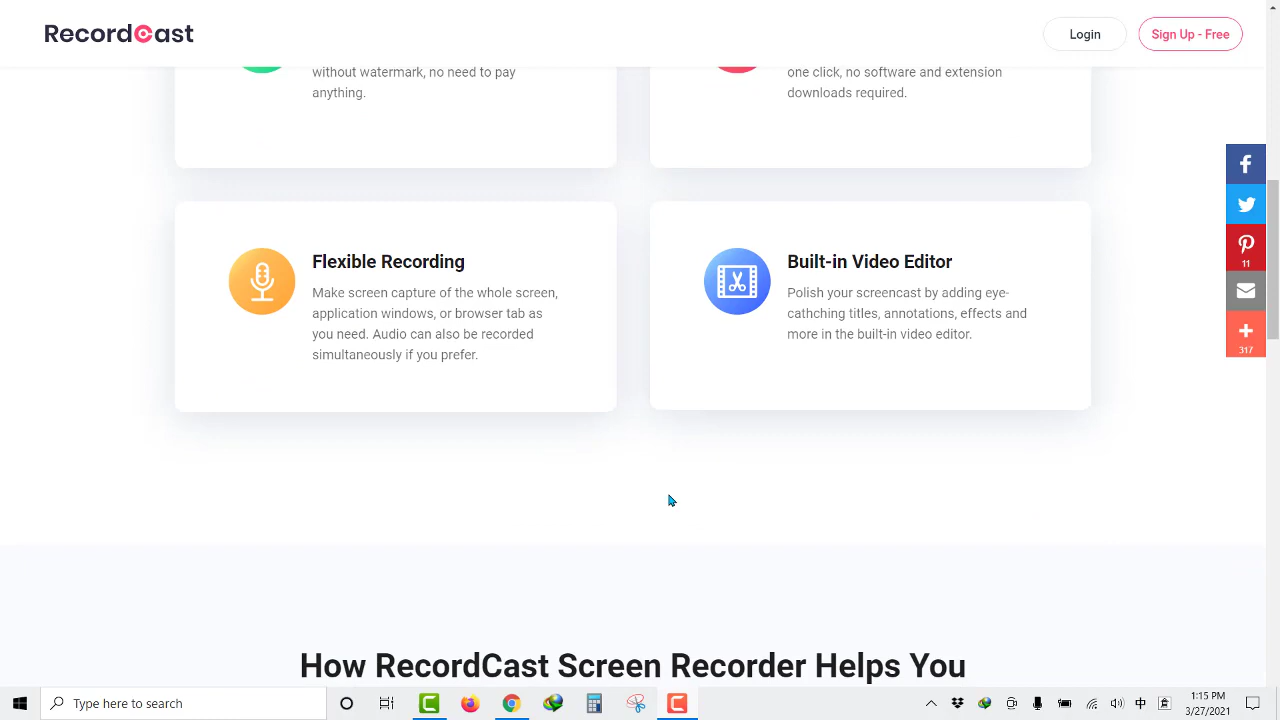 RecordCast
Login
Sign Up - Free
without watermark, no need to pay
anything.
one click, no software and extension
downloads required.
Flexible Recording
Make screen capture of the whole screen,
application windows, or browser tab as
you need. Audio can also be recorded
simultaneously if you prefer.
Built-in Video Editor
Polish your screencast by adding eye-
cathching titles, annotations, effects and
more in the built-in video editor.
11
317
How RecordCast Screen Recorder Helps You
Type here to search
中
1:15 PM
3/27/2021